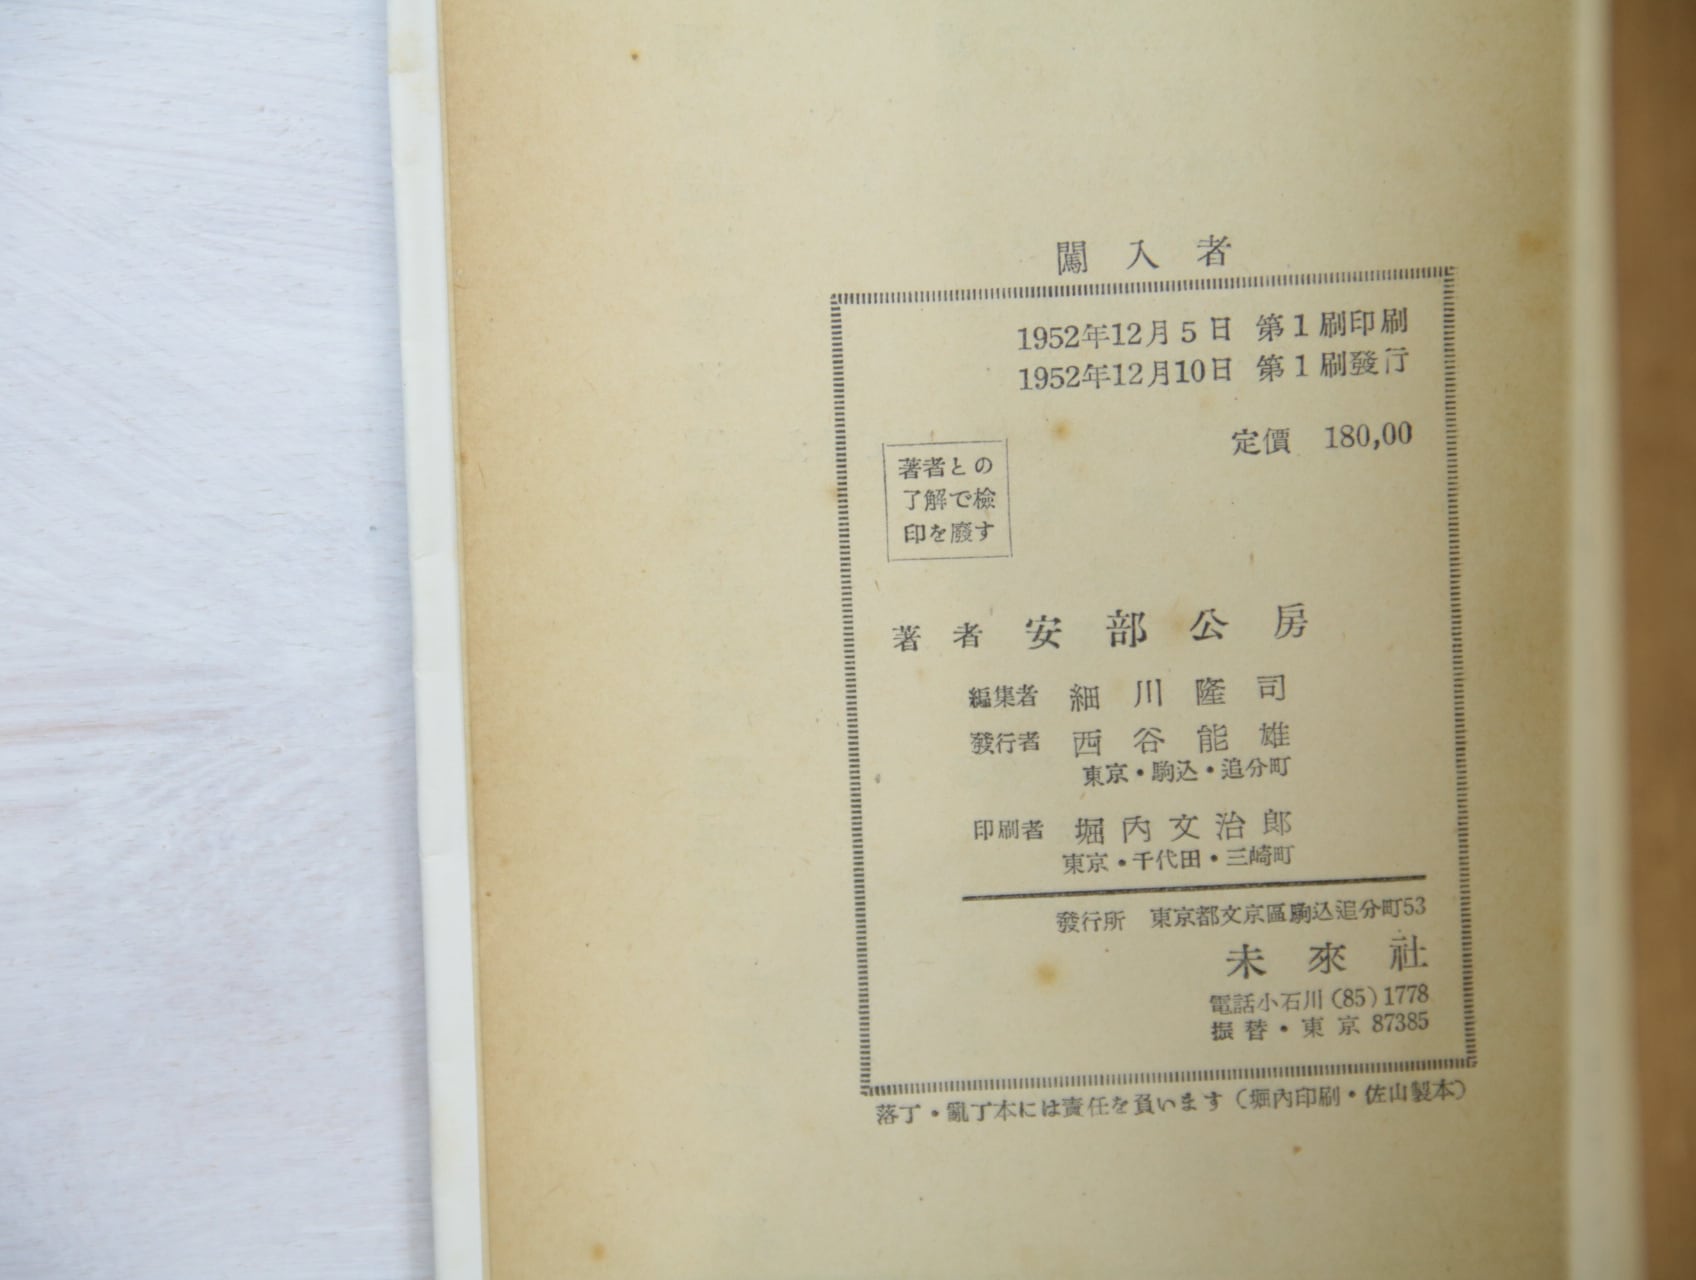 闖入者
1952年12月5日 第1刷印刷
1952年12月10日 第1刷發行
定價 180,00
著者との
了解で檢
印を廢す
著者 安部公房
編集者 細川隆司
發行者 西谷能雄
東京・駒込・追分町
印刷者 堀内文治郎
東京・千代田・三崎町
發行所 東京都文京區駒込追分町53
未來社
電話小石川(85)1778
振替・東京87385
落丁・亂丁本には責任を負います(堀内印刷・佐山製本)